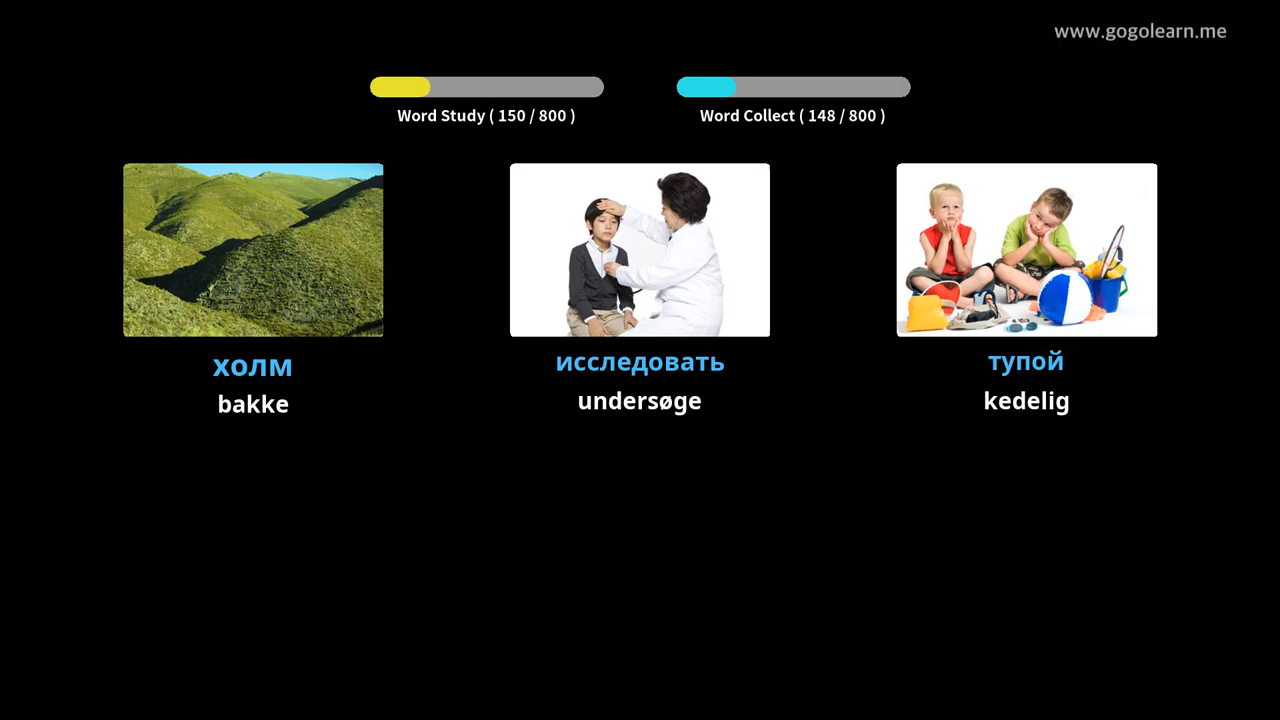 www.gogolearn.me
Word Study ( 150 / 800 )
Word Collect ( 148 / 800 )
холм
исследовать
тупой
bakke
undersøge
kedelig